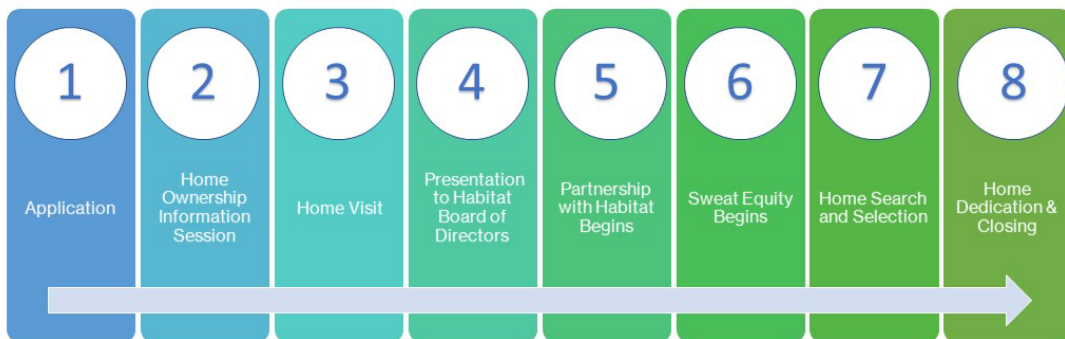 1
Application
2
Home
Ownership
Information
Session
3
Home Visit
4
Presentation
to Habitat
Board of
Directors
5
Partnership
with Habitat
Begins
6
Sweat Equity
Begins
7
Home Search
and Selection
8
Home
Dedication &
Closing